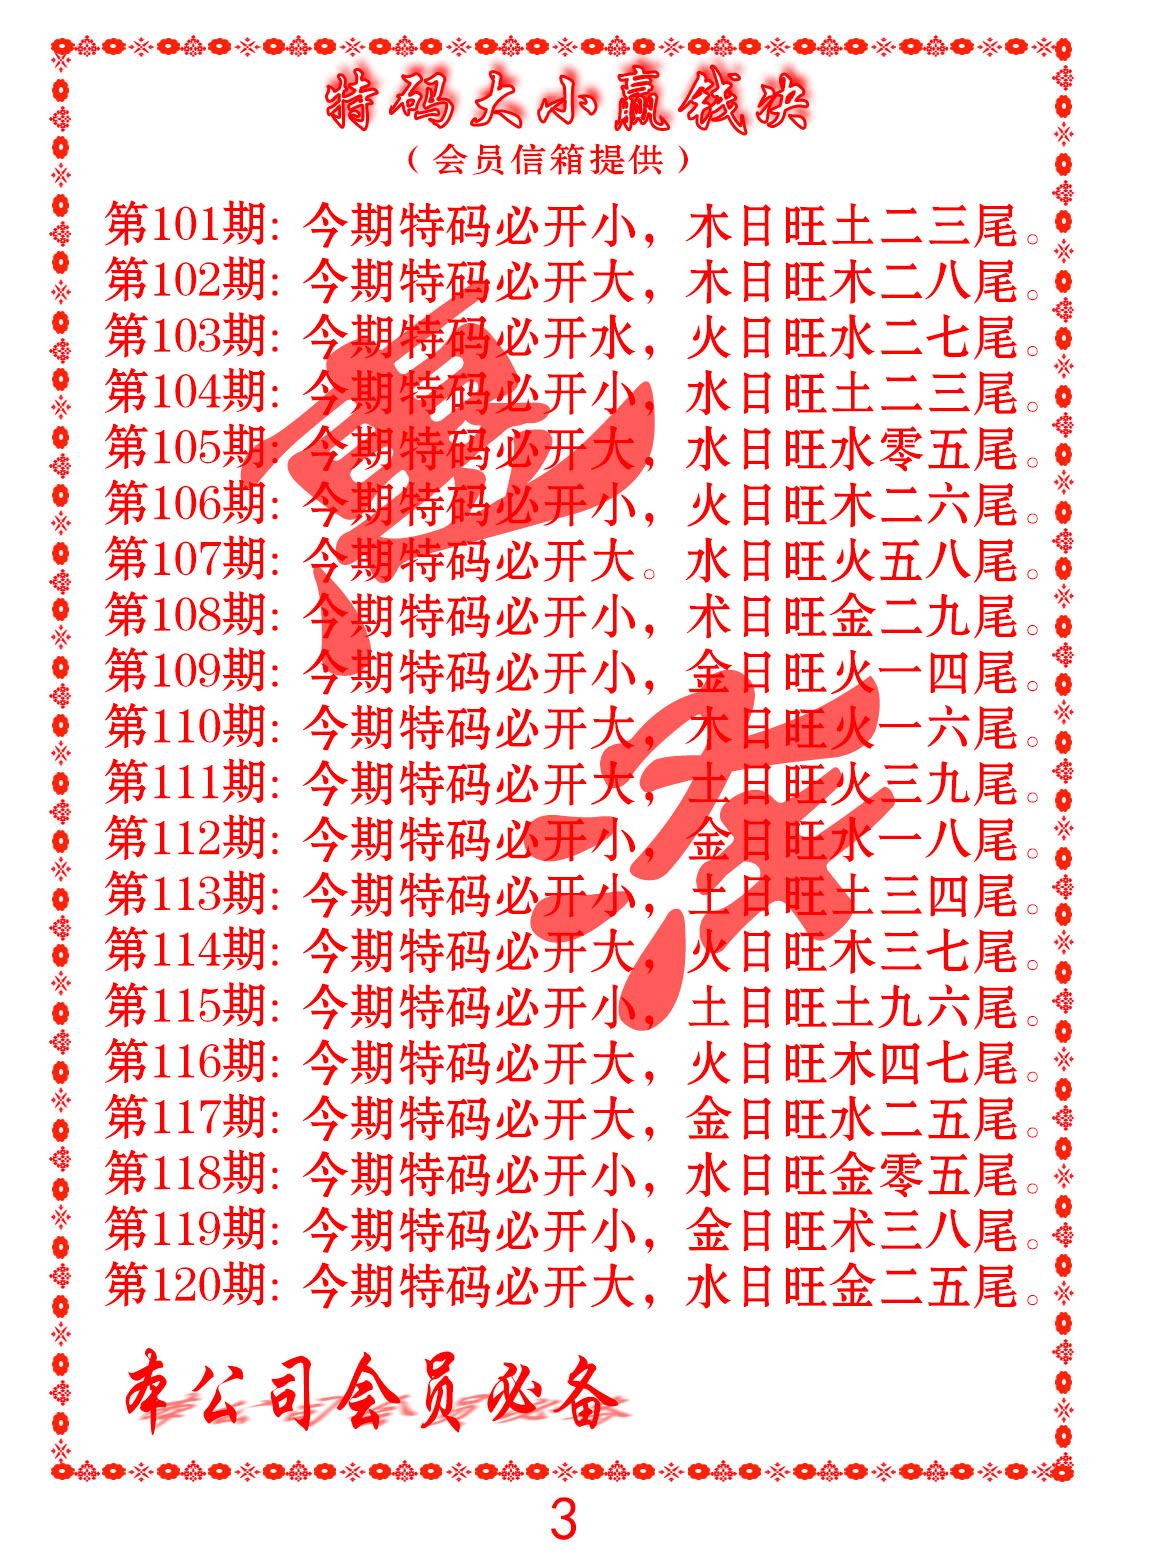 特码大小赢钱决
（会员信箱提供）
第101期：今期特码必开小，木日旺土二三尾。
第102期：今期特码必开大，木日旺木二八尾。
第103期：今期特码必开水，火日旺水二七尾。
第104期：今期特码必开小，水日旺土二三尾。
第105期：今期特码必开大，水日旺水零五尾。
第106期：今期特码必开小，火日旺木二六尾。
第107期：今期特码必开大。水日旺火五八尾。
第108期：今期特码必开小，术日旺金二九尾。
第109期：今期特码必开小，金日旺火一四尾。
第110期：今期特码必开大，木日旺火一六尾。
第111期：今期特码必开大，土日旺火三九尾。
第112期：今期特码必开小，金日旺水一八尾。
第113期：今期特码必开小，土日旺土三四尾。
第114期：今期特码必开大，火日旺木三七尾。
第115期：今期特码必开小，土日旺土九六尾。
第116期：今期特码必开大，火日旺木四七尾。
第117期：今期特码必开大，金日旺水二五尾。
第118期：今期特码必开小，水日旺金零五尾。
第119期：今期特码必开小，金日旺术三八尾。
第120期：今期特码必开大，水日旺金二五尾。
本公司会员必备
3